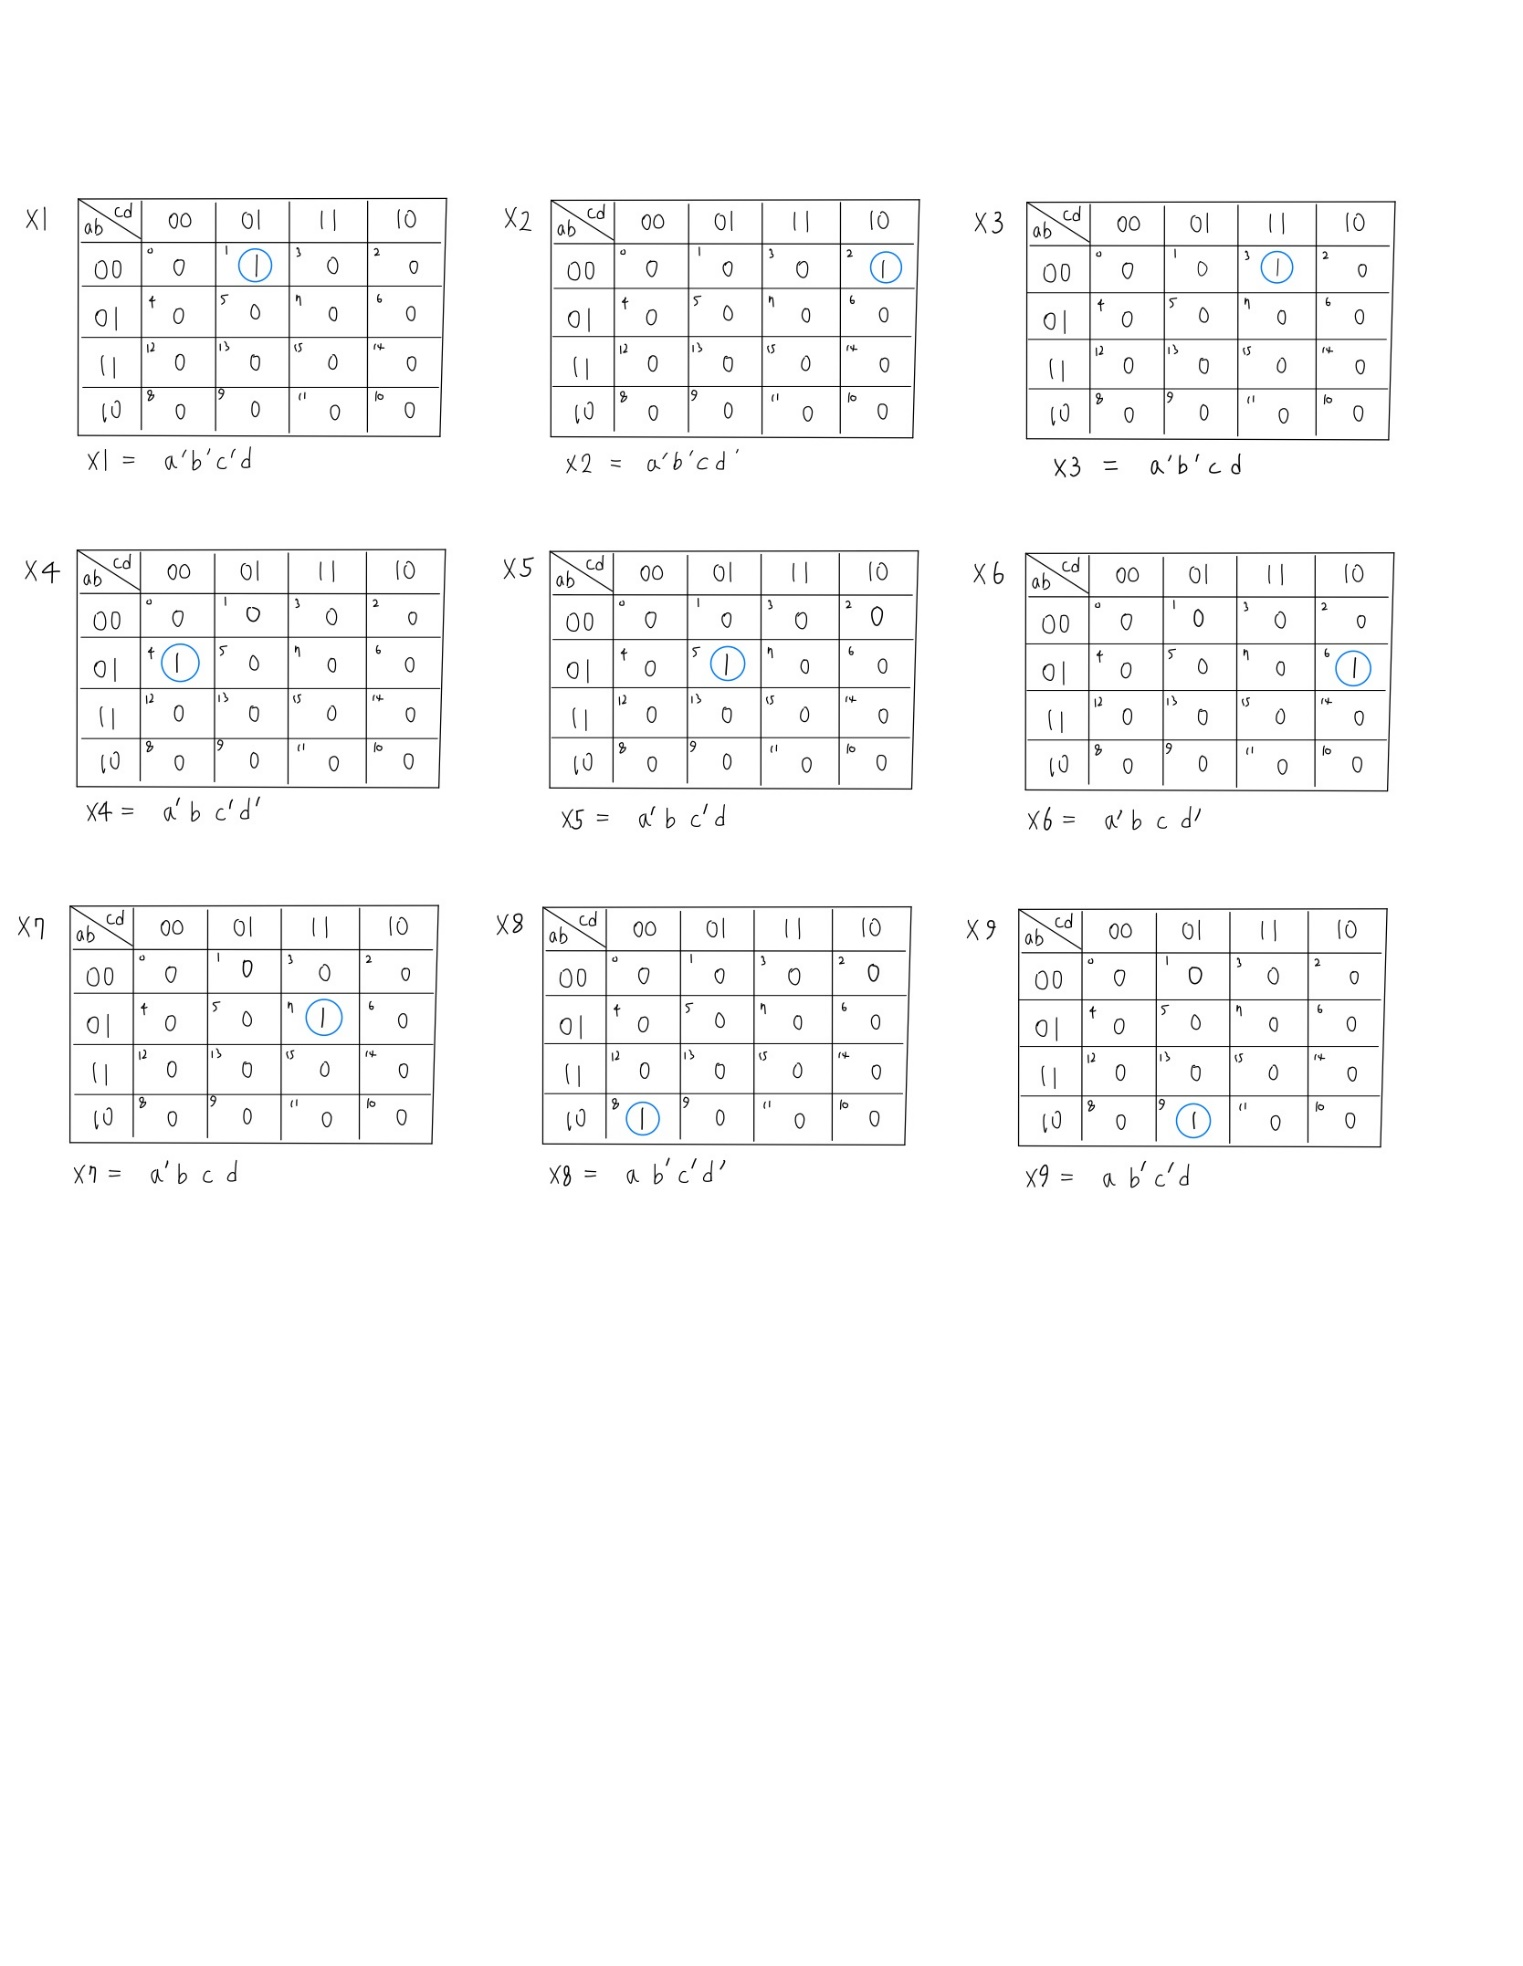 X1 ab cd 00 01 11 10
00 0 0 1 1 3 0 2 0
01 4 0 5 0 7 0 6 0
11 12 0 13 0 15 0 14 0
10 8 0 9 0 11 0 10 0
X1 = a'b'c'd
X2 ab cd 00 01 11 10
00 0 0 1 0 3 0 2 1
01 4 0 5 0 7 0 6 0
11 12 0 13 0 15 0 14 0
10 8 0 9 0 11 0 10 0
X2 = a'b'cd'
X3 ab cd 00 01 11 10
00 0 0 1 0 3 1 2 0
01 4 0 5 0 7 0 6 0
11 12 0 13 0 15 0 14 0
10 8 0 9 0 11 0 10 0
X3 = a'b'cd
X4 ab cd 00 01 11 10
00 0 0 1 0 3 0 2 0
01 4 1 5 0 7 0 6 0
11 12 0 13 0 15 0 14 0
10 8 0 9 0 11 0 10 0
X4 = a'b c'd'
X5 ab cd 00 01 11 10
00 0 0 1 0 3 0 2 0
01 4 0 5 1 7 0 6 0
11 12 0 13 0 15 0 14 0
10 8 0 9 0 11 0 10 0
X5 = a'b c'd
X6 ab cd 00 01 11 10
00 0 0 1 0 3 0 2 0
01 4 0 5 0 7 0 6 1
11 12 0 13 0 15 0 14 0
10 8 0 9 0 11 0 10 0
X6 = a'b c d'
X7 ab cd 00 01 11 10
00 0 0 1 0 3 0 2 0
01 4 0 5 0 7 1 6 0
11 12 0 13 0 15 0 14 0
10 8 0 9 0 11 0 10 0
X7 = a'b c d
X8 ab cd 00 01 11 10
00 0 0 1 0 3 0 2 0
01 4 0 5 0 7 0 6 0
11 12 0 13 0 15 0 14 0
10 8 1 9 0 11 0 10 0
X8 = a b'c'd'
X9 ab cd 00 01 11 10
00 0 0 1 0 3 0 2 0
01 4 0 5 0 7 0 6 0
11 12 0 13 0 15 0 14 0
10 8 0 9 1 11 0 10 0
X9 = a b'c'd